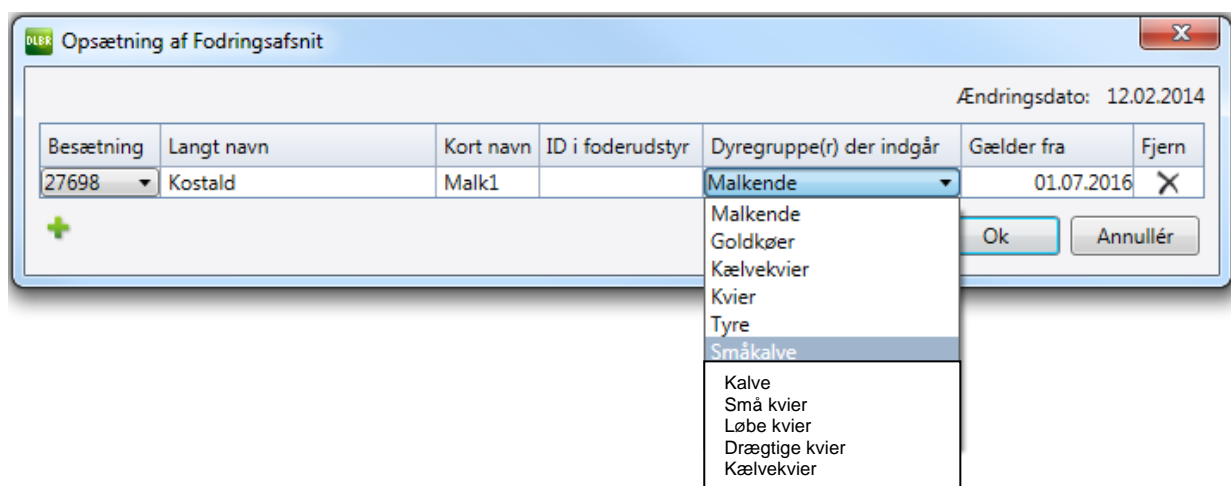 DLBR Opsætning af Fodringsafsnit
Ændringsdato: 12.02.2014
Besætning Langt navn Kort navn ID i foderudstyr Dyregruppe(r) der indgår Gælder fra Fjern
27698 Kostald Malk1 Malkende 01.07.2016
Malkende
Goldkøer
Kælvekvier
Kvier
Tyre
Småkalve
Kalve
Små kvier
Løbe kvier
Drægtige kvier
Kælvekvier
Ok Annullér